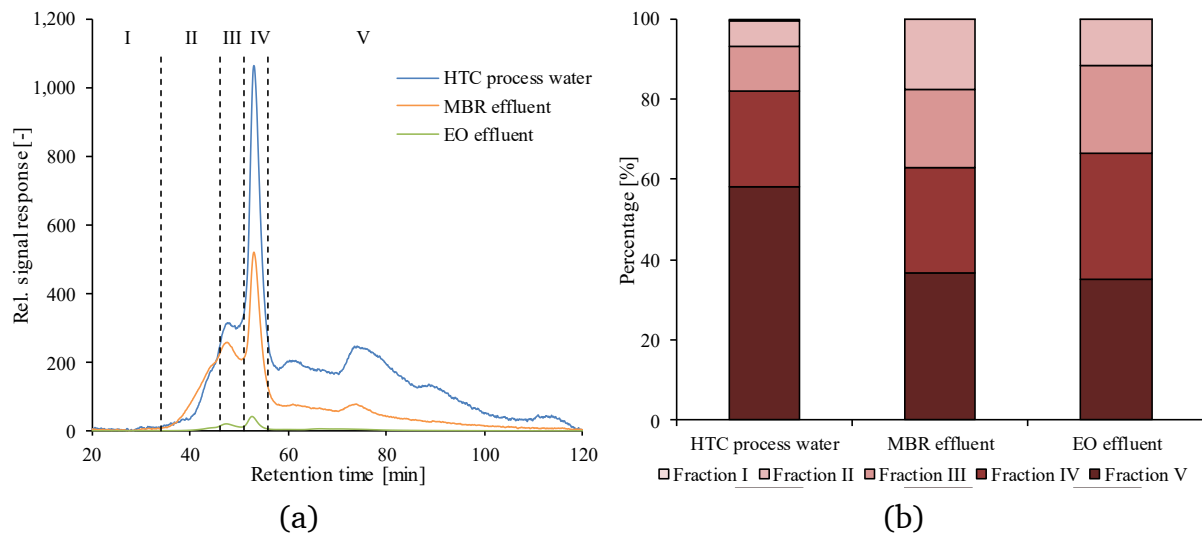 1,200
1,000
800
600
400
200
0
Rel. signal response [-]
I II III IV V
HTC process water
MBR effluent
EO effluent
20 40 60 80 100 120
Retention time [min]
(a)
100
80
60
40
20
0
Percentage [%]
HTC process water MBR effluent EO effluent
Fraction I Fraction II Fraction III Fraction IV Fraction V
(b)